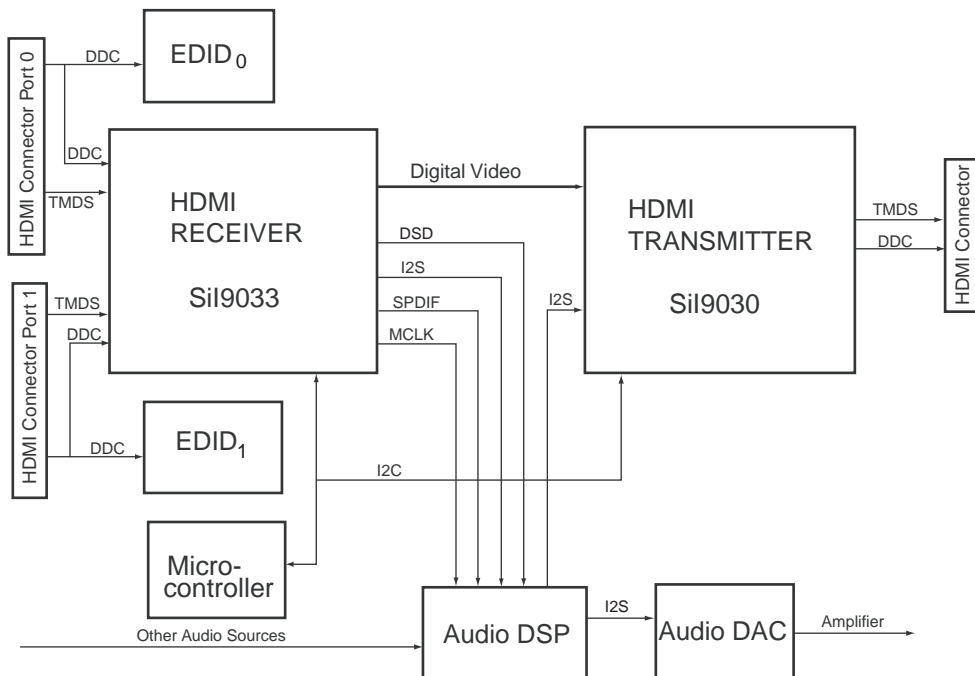 HDMI Connector Port 0
DDC
EDID0
DDC
TMDS
HDMI
RECEIVER
SiI9033
Digital Video
DSD
I2S
SPDIF
MCLK
HDMI
TRANSMITTER
SiI9030
I2S
TMDS
DDC
HDMI Connector
HDMI Connector Port 1
TMDS
DDC
DDC
EDID1
I2C
Micro-
controller
Other Audio Sources
Audio DSP
I2S
Audio DAC
Amplifier